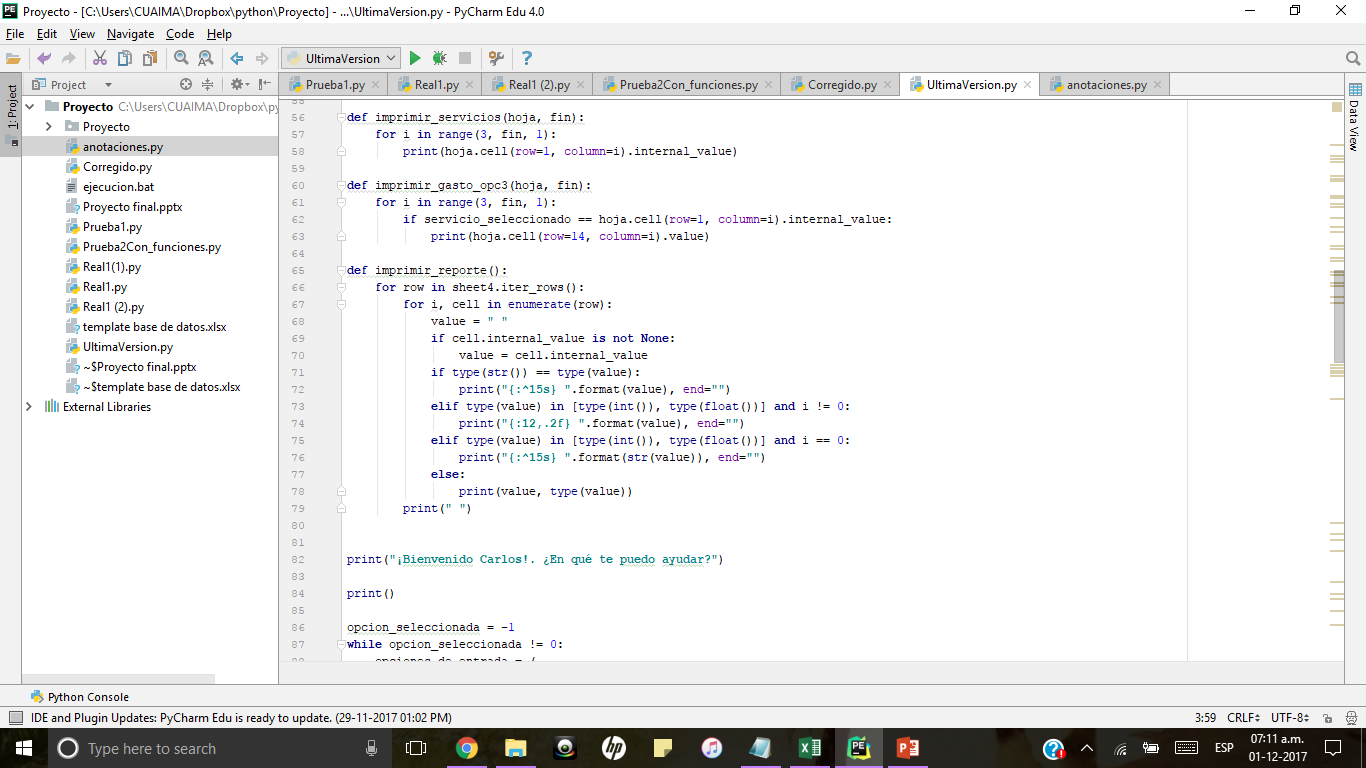 Proyecto - [C:\Users\CUAIMA\Dropbox\python\Proyecto] - ...\UltimaVersion.py - PyCharm Edu 4.0
File Edit View Navigate Code Help
UltimaVersion
Project
Prueba1.py Real1.py Real1 (2).py Prueba2Con_funciones.py Corregido.py UltimaVersion.py anotaciones.py
1: Project
Proyecto C:\Users\CUAIMA\Dropbox\py
Proyecto
anotaciones.py
Corregido.py
ejecucion.bat
Proyecto final.pptx
Prueba1.py
Prueba2Con_funciones.py
Real1(1).py
Real1.py
Real1 (2).py
template base de datos.xlsx
UltimaVersion.py
~$Proyecto final.pptx
~$template base de datos.xlsx
External Libraries
55
56 def imprimir_servicios(hoja, fin):
57 for i in range(3, fin, 1):
58 print(hoja.cell(row=1, column=i).internal_value)
59
60 def imprimir_gasto_opc3(hoja, fin):
61 for i in range(3, fin, 1):
62 if servicio_seleccionado == hoja.cell(row=1, column=i).internal_value:
63 print(hoja.cell(row=14, column=i).value)
64
65 def imprimir_reporte():
66 for row in sheet4.iter_rows():
67 for i, cell in enumerate(row):
68 value = " "
69 if cell.internal_value is not None:
70 value = cell.internal_value
71 if type(str()) == type(value):
72 print("{:^15s} ".format(value), end="")
73 elif type(value) in [type(int()), type(float())] and i != 0:
74 print("{:12,.2f} ".format(value), end="")
75 elif type(value) in [type(int()), type(float())] and i == 0:
76 print("{:^15s} ".format(str(value)), end="")
77 else:
78 print(value, type(value))
79 print(" ")
80
81
82 print("¡Bienvenido Carlos!. ¿En qué te puedo ayudar?")
83
84 print()
85
86 opcion_seleccionada = -1
87 while opcion_seleccionada != 0:
88 opciones_de_entrada = (
Data View
Python Console
IDE and Plugin Updates: PyCharm Edu is ready to update. (29-11-2017 01:02 PM)
3:59 CRLF UTF-8
Type here to search
ESP
07:11 a.m.
01-12-2017